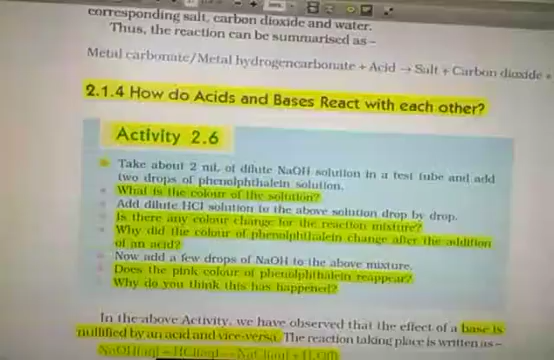 corresponding salt, carbon dioxide and water.
Thus, the reaction can be summarised as –
Metal carbonate/Metal hydrogencarbonate + Acid → Salt + Carbon dioxide +
2.1.4 How do Acids and Bases React with each other?
Activity 2.6
Take about 2 mL of dilute NaOH solution in a test tube and add
two drops of phenolphthalein solution.
What is the colour of the solution?
Add dilute HCl solution to the above solution drop by drop.
Is there any colour change for the reaction mixture?
Why did the colour of phenolphthalein change after the addition
of an acid?
Now add a few drops of NaOH to the above mixture.
Does the pink colour of phenolphthalein reappear?
Why do you think this has happened?
In the above Activity, we have observed that the effect of a base is
nullified by an acid and vice-versa. The reaction taking place is written as –